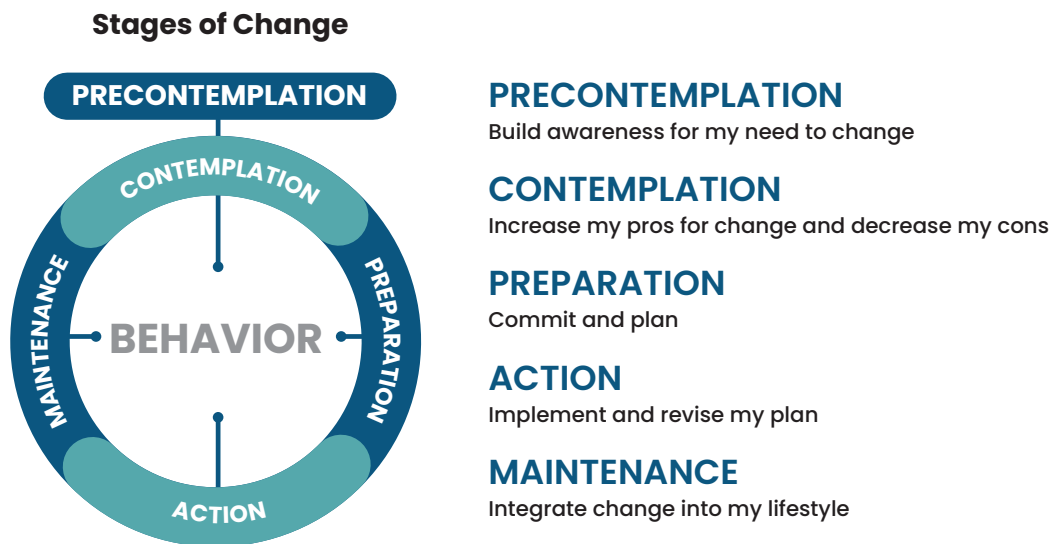 Stages of Change
PRECONTEMPLATION
CONTEMPLATION
PREPARATION
ACTION
MAINTENANCE
BEHAVIOR
PRECONTEMPLATION
Build awareness for my need to change
CONTEMPLATION
Increase my pros for change and decrease my cons
PREPARATION
Commit and plan
ACTION
Implement and revise my plan
MAINTENANCE
Integrate change into my lifestyle